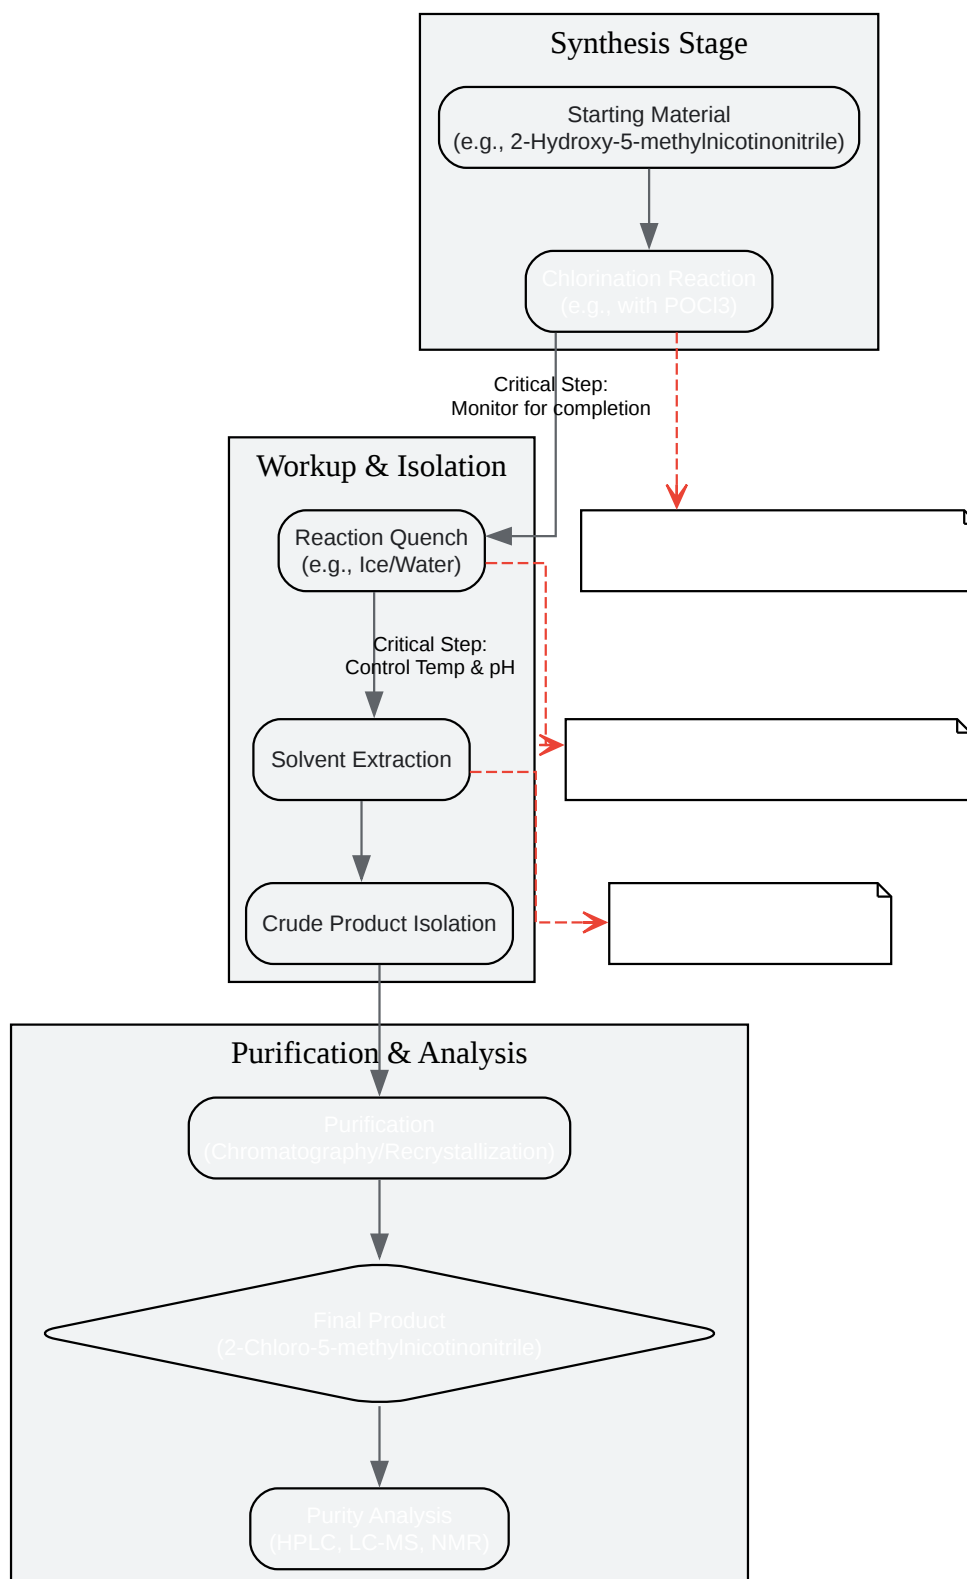 Synthesis Stage
Starting Material
(e.g., 2-Hydroxy-5-methylnicotinonitrile)
Chlorination Reaction
(e.g., with POCl3)
Critical Step:
Monitor for completion
Workup & Isolation
Reaction Quench
(e.g., Ice/Water)
Critical Step:
Control Temp & pH
Solvent Extraction
Crude Product Isolation
Purification & Analysis
Purification
(Chromatography/Recrystallization)
Final Product
(2-Chloro-5-methylnicotinonitrile)
Purity Analysis
(HPLC, LC-MS, NMR)